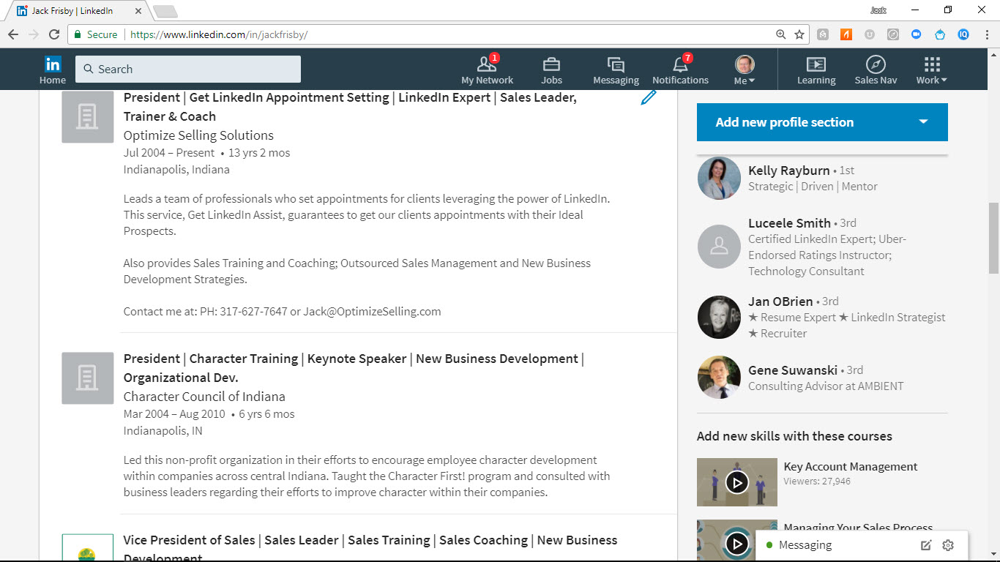 Jack Frisby | LinkedIn
Jack
Secure
https://www.linkedin.com/in/jackfrisby/
in
Home
Search
1
My Network
Jobs
Messaging
7
Notifications
Me
Learning
Sales Nav
Work
President | Get LinkedIn Appointment Setting | LinkedIn Expert | Sales Leader,
Trainer & Coach
Optimize Selling Solutions
Jul 2004 – Present • 13 yrs 2 mos
Indianapolis, Indiana
Leads a team of professionals who set appointments for clients leveraging the power of LinkedIn.
This service, Get LinkedIn Assist, guarantees to get our clients appointments with their Ideal
Prospects.
Also provides Sales Training and Coaching; Outsourced Sales Management and New Business
Development Strategies.
Contact me at: PH: 317-627-7647 or Jack@OptimizeSelling.com
President | Character Training | Keynote Speaker | New Business Development |
Organizational Dev.
Character Council of Indiana
Mar 2004 – Aug 2010 • 6 yrs 6 mos
Indianapolis, IN
Led this non-profit organization in their efforts to encourage employee character development
within companies across central Indiana. Taught the Character First! program and consulted with
business leaders regarding their efforts to improve character within their companies.
Vice President of Sales | Sales Leader | Sales Training | Sales Coaching | New Business
Development
Add new profile section
Kelly Rayburn • 1st
Strategic | Driven | Mentor
Luceele Smith • 3rd
Certified LinkedIn Expert; Uber-
Endorsed Ratings Instructor;
Technology Consultant
Jan OBrien • 3rd
★ Resume Expert ★ LinkedIn Strategist
★ Recruiter
Gene Suwanski • 3rd
Consulting Advisor at AMBIENT
Add new skills with these courses
Key Account Management
Viewers: 27,946
Managing Your Sales Process
Messaging